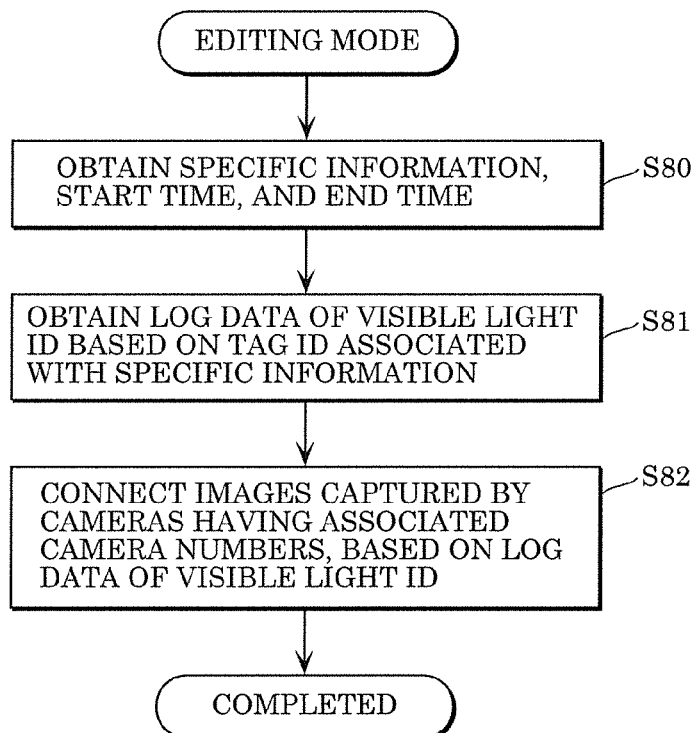 EDITING MODE
OBTAIN SPECIFIC INFORMATION,
START TIME, AND END TIME
S80
OBTAIN LOG DATA OF VISIBLE LIGHT
ID BASED ON TAG ID ASSOCIATED
WITH SPECIFIC INFORMATION
S81
CONNECT IMAGES CAPTURED BY
CAMERAS HAVING ASSOCIATED
CAMERA NUMBERS, BASED ON LOG
DATA OF VISIBLE LIGHT ID
S82
COMPLETED